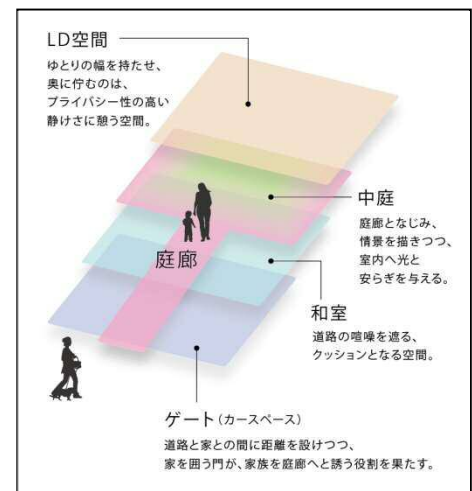 LD空間
ゆとりの幅を持たせ、
奥に佇むのは、
プライバシー性の高い
静けさに憩う空間。
中庭
庭廊となじみ、
情景を描きつつ、
室内へ光と
安らぎを与える。
庭廊
和室
道路の喧噪を遮る、
クッションとなる空間。
ゲート(カースペース)
道路と家との間に距離を設けつつ、
家を囲う門が、家族を庭廊へと誘う役割を果たす。